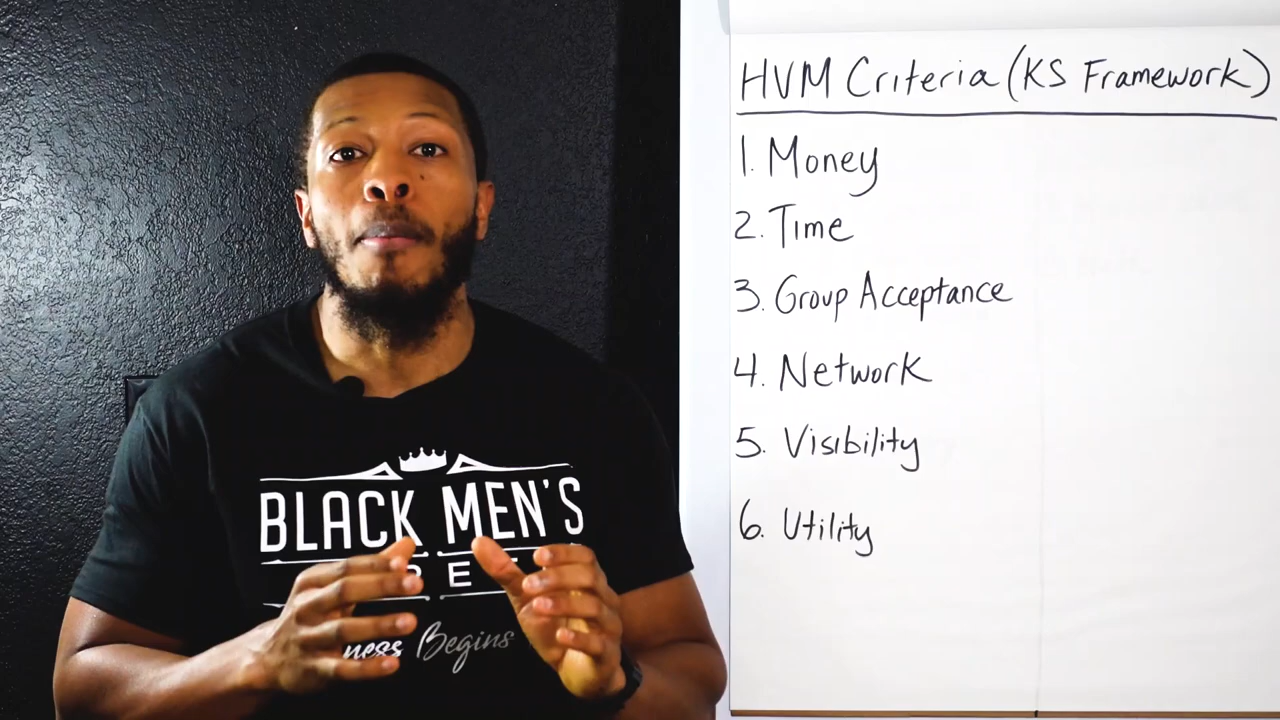 HVM Criteria (KS Framework)
1. Money
2. Time
3. Group Acceptance
4. Network
5. Visibility
6. Utility
BLACK MEN'S
Begins